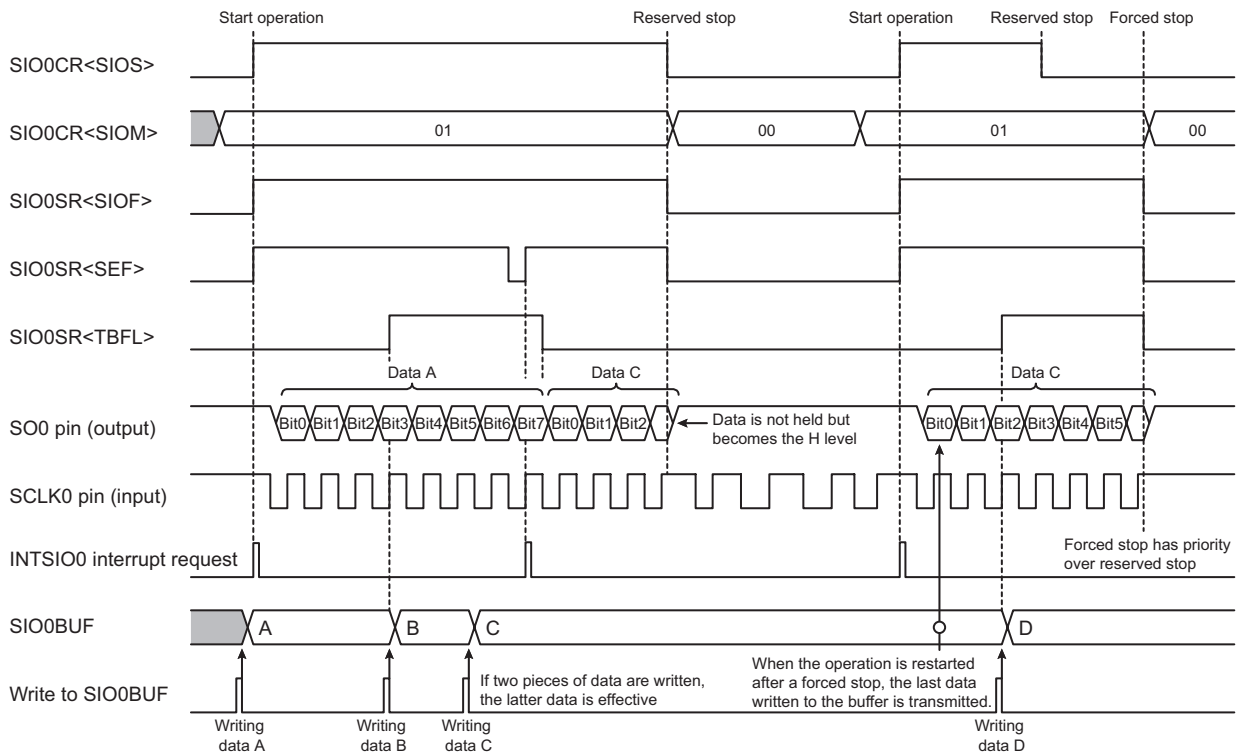 Start operation
Reserved stop
Start operation
Reserved stop
Forced stop
SIO0CR<SIOS>
SIO0CR<SIOM>
01
00
01
00
SIO0SR<SIOF>
SIO0SR<SEF>
SIO0SR<TBFL>
Data A
Data C
Data C
SO0 pin (output)
Bit0 Bit1 Bit2 Bit3 Bit4 Bit5 Bit6 Bit7 Bit0 Bit1 Bit2
Data is not held but
becomes the H level
Bit0 Bit1 Bit2 Bit3 Bit4 Bit5
SCLK0 pin (input)
INTSIO0 interrupt request
Forced stop has priority
over reserved stop
SIO0BUF
A
B
C
D
Write to SIO0BUF
If two pieces of data are written,
the latter data is effective
When the operation is restarted
after a forced stop, the last data
written to the buffer is transmitted.
Writing
data A
Writing
data B
Writing
data C
Writing
data D